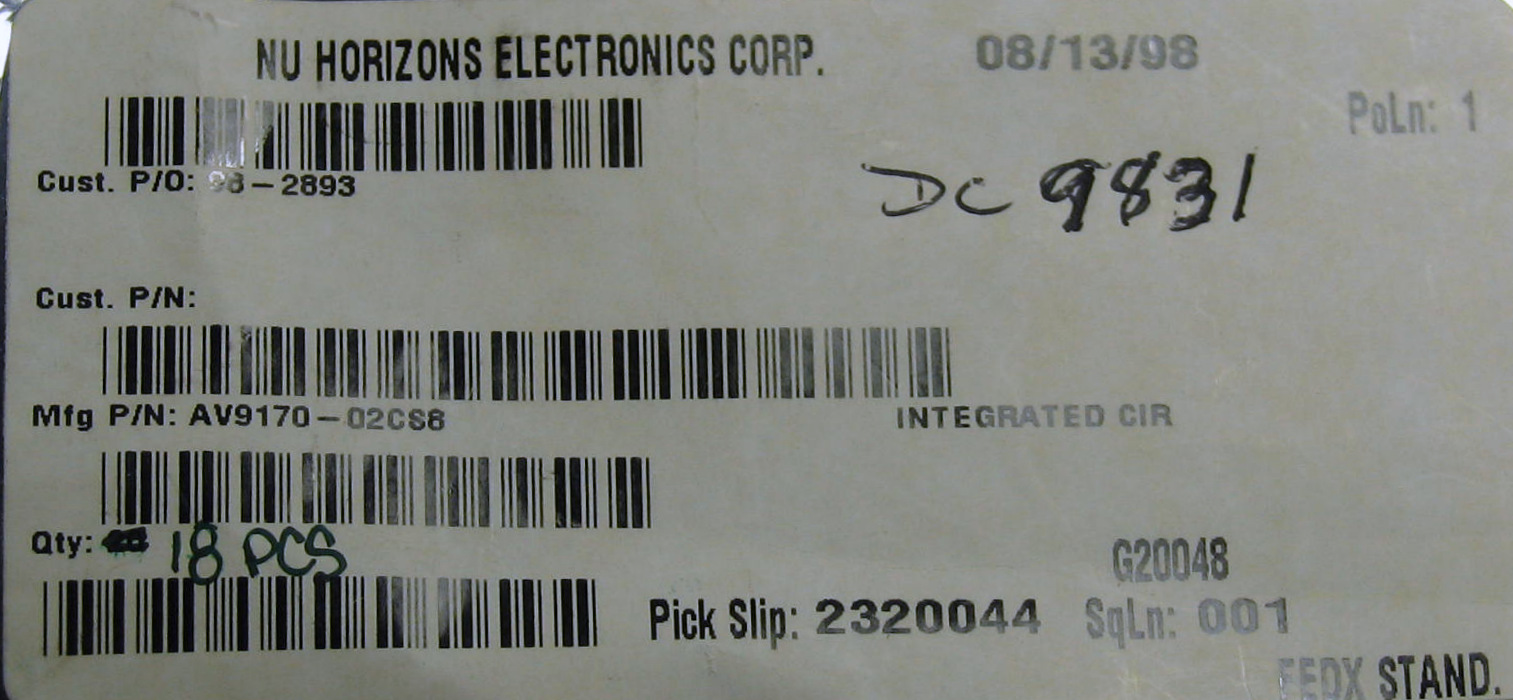 NU HORIZONS ELECTRONICS CORP. 08/13/98
PoLn: 1
Cust. P/O: 98-2893
DC 9831
Cust. P/N:
Mfg P/N: AV9170-02CS8 INTEGRATED CIR
Qty: 18 PCS
G20048
Pick Slip: 2320044 SqLn: 001
FEDX STAND.